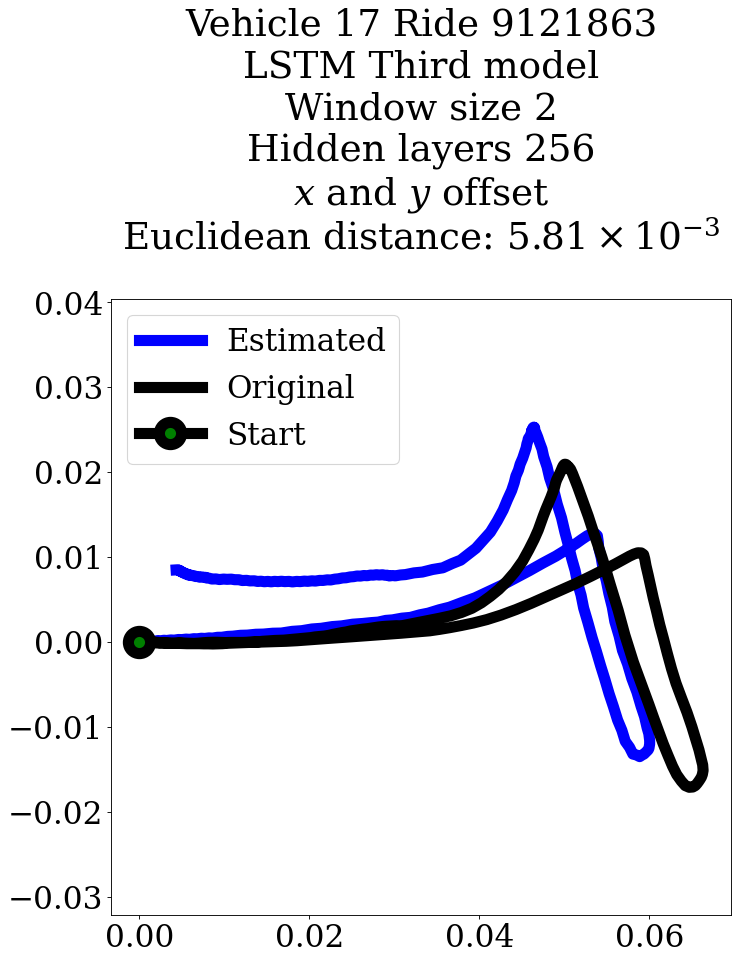 Vehicle 17 Ride 9121863
LSTM Third model
Window size 2
Hidden layers 256
x and y offset
Euclidean distance: 5.81 × 10⁻³
0.04
0.03
0.02
0.01
0.00
−0.01
−0.02
−0.03
Estimated
Original
Start
0.00 0.02 0.04 0.06